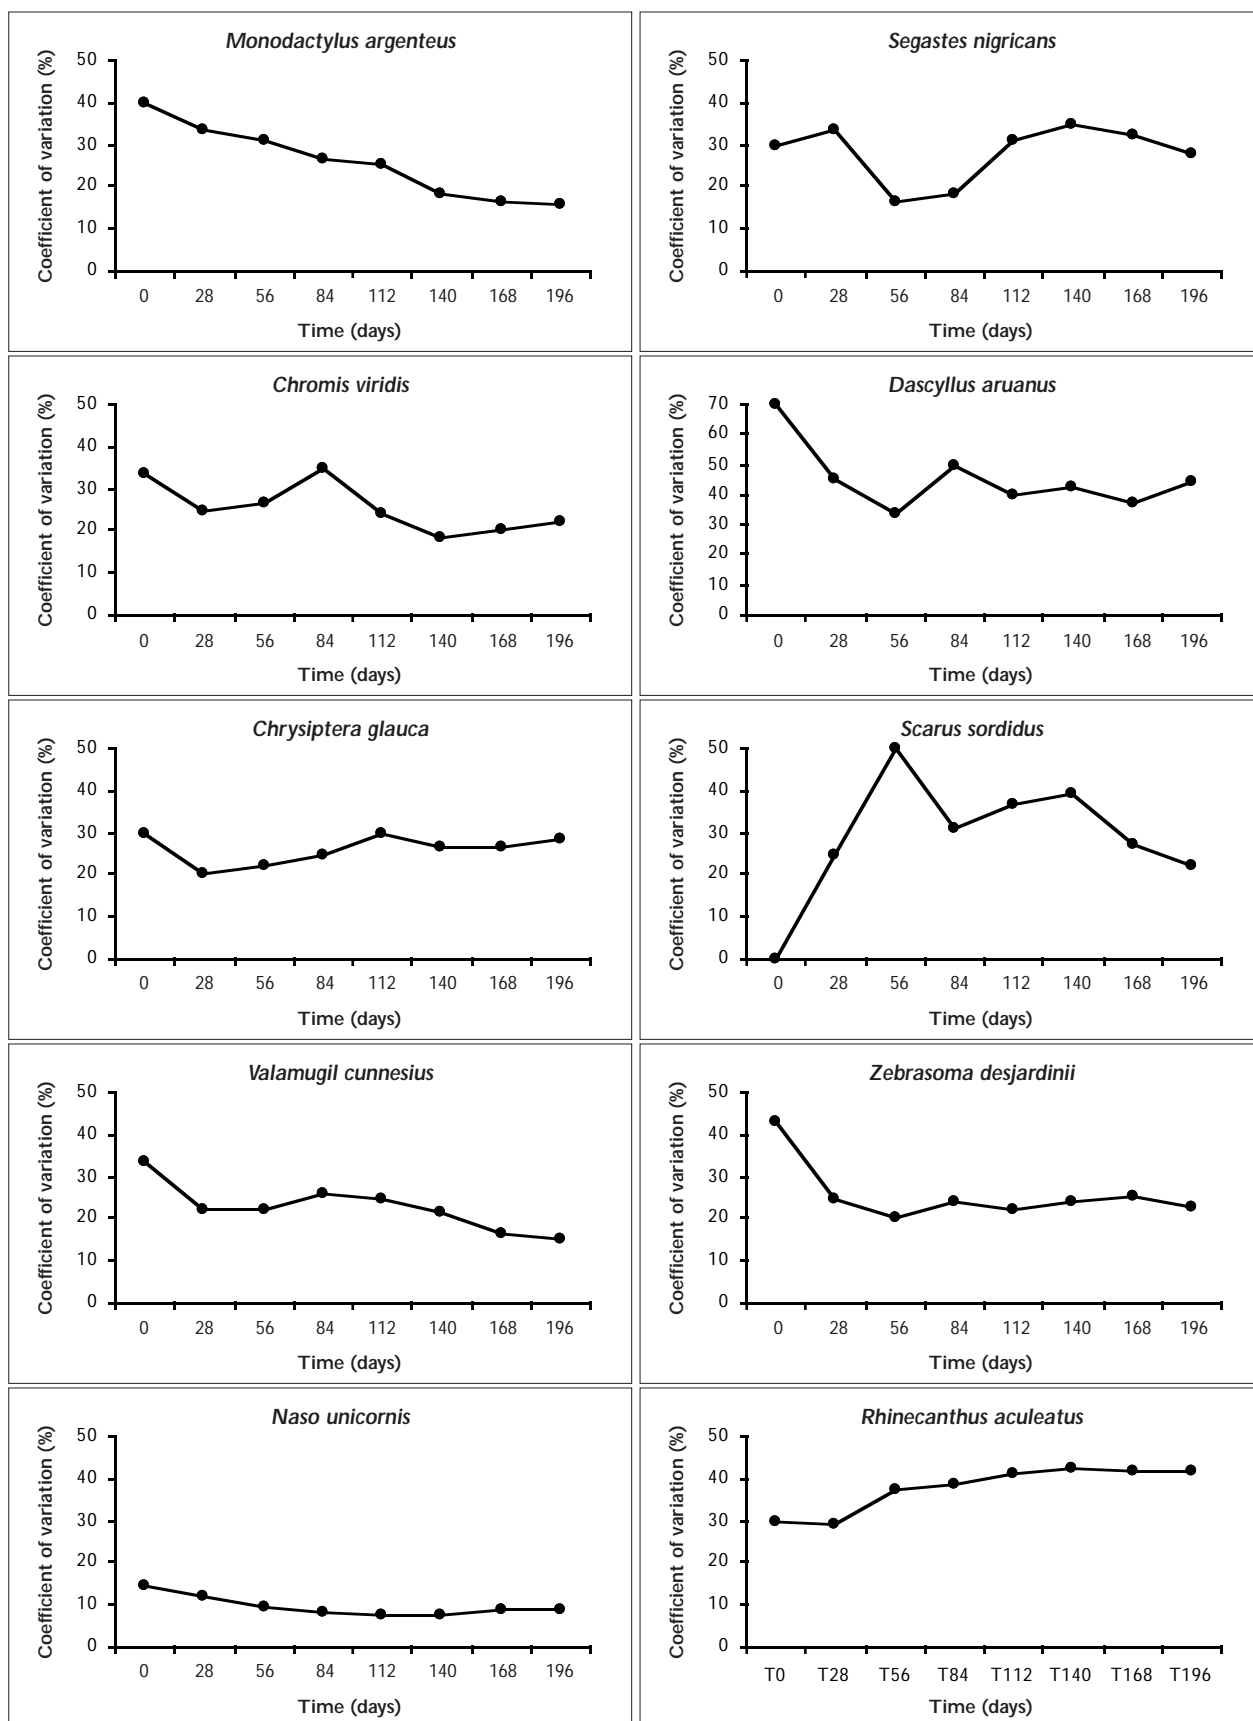 Monodactylus argenteus
Coefficient of variation (%)
50
40
30
20
10
0
0 28 56 84 112 140 168 196
Time (days)
Segastes nigricans
Coefficient of variation (%)
50
40
30
20
10
0
0 28 56 84 112 140 168 196
Time (days)
Chromis viridis
Coefficient of variation (%)
50
40
30
20
10
0
0 28 56 84 112 140 168 196
Time (days)
Dascyllus aruanus
Coefficient of variation (%)
70
60
50
40
30
20
10
0
0 28 56 84 112 140 168 196
Time (days)
Chrysiptera glauca
Coefficient of variation (%)
50
40
30
20
10
0
0 28 56 84 112 140 168 196
Time (days)
Scarus sordidus
Coefficient of variation (%)
50
40
30
20
10
0
0 28 56 84 112 140 168 196
Time (days)
Valamugil cunnesius
Coefficient of variation (%)
50
40
30
20
10
0
0 28 56 84 112 140 168 196
Time (days)
Zebrasoma desjardinii
Coefficient of variation (%)
50
40
30
20
10
0
0 28 56 84 112 140 168 196
Time (days)
Naso unicornis
Coefficient of variation (%)
50
40
30
20
10
0
0 28 56 84 112 140 168 196
Time (days)
Rhinecanthus aculeatus
Coefficient of variation (%)
50
40
30
20
10
0
T0 T28 T56 T84 T112 T140 T168 T196
Time (days)